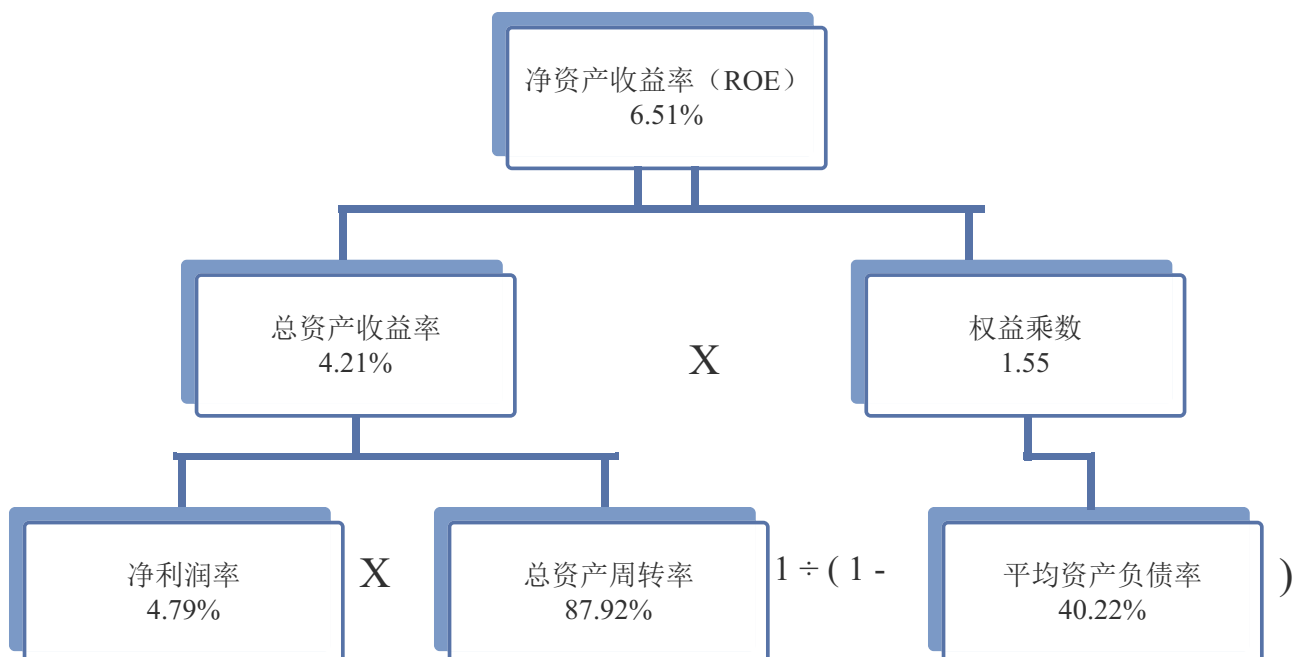 净资产收益率（ROE）
6.51%
总资产收益率
4.21%
X
权益乘数
1.55
净利润率
4.79%
X
总资产周转率
87.92%
1 ÷ ( 1 -
平均资产负债率
40.22%
)